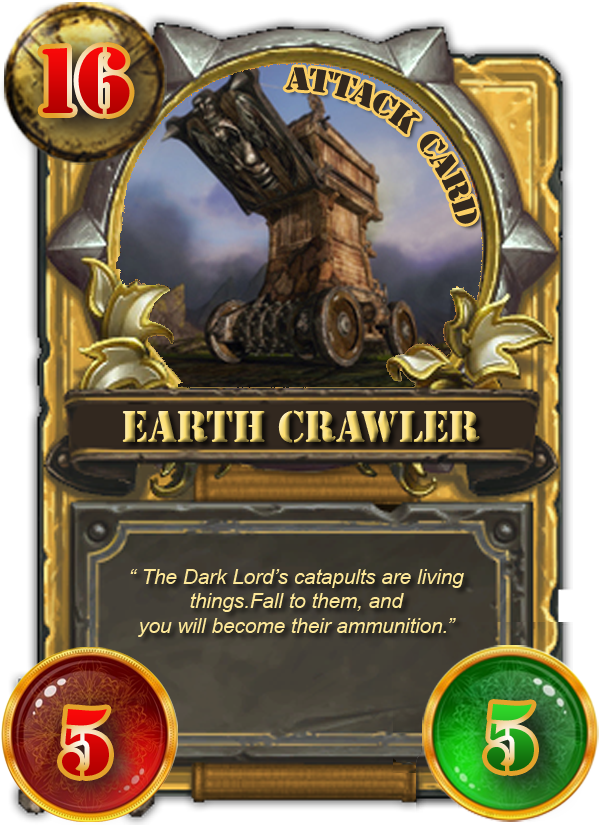 16
ATTACK CARD
EARTH CRAWLER
“ The Dark Lord’s catapults are living
things.Fall to them, and
you will become their ammunition.”
5
5